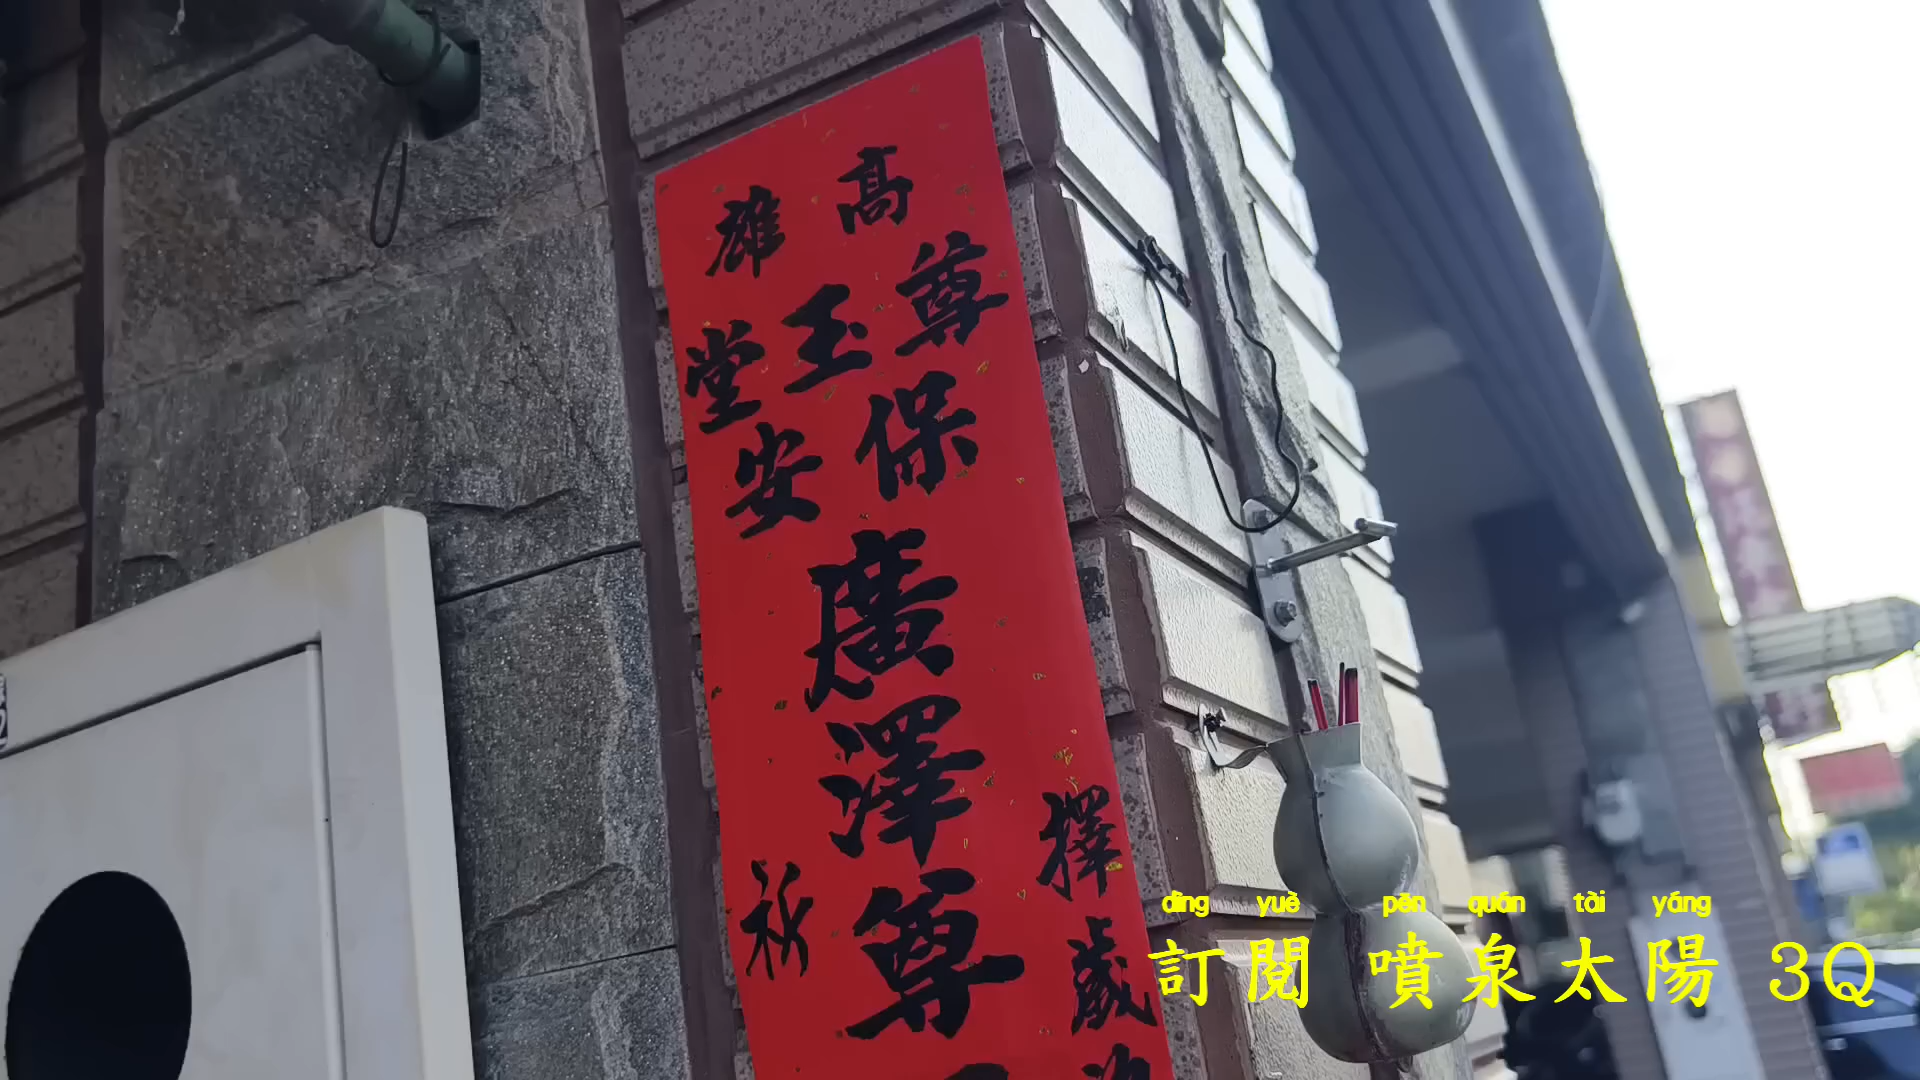 高雄
尊玉堂
保安
廣澤尊
擇歲
祈
dìng yuè pēn quán tài yáng
訂閱 噴泉太陽 3Q